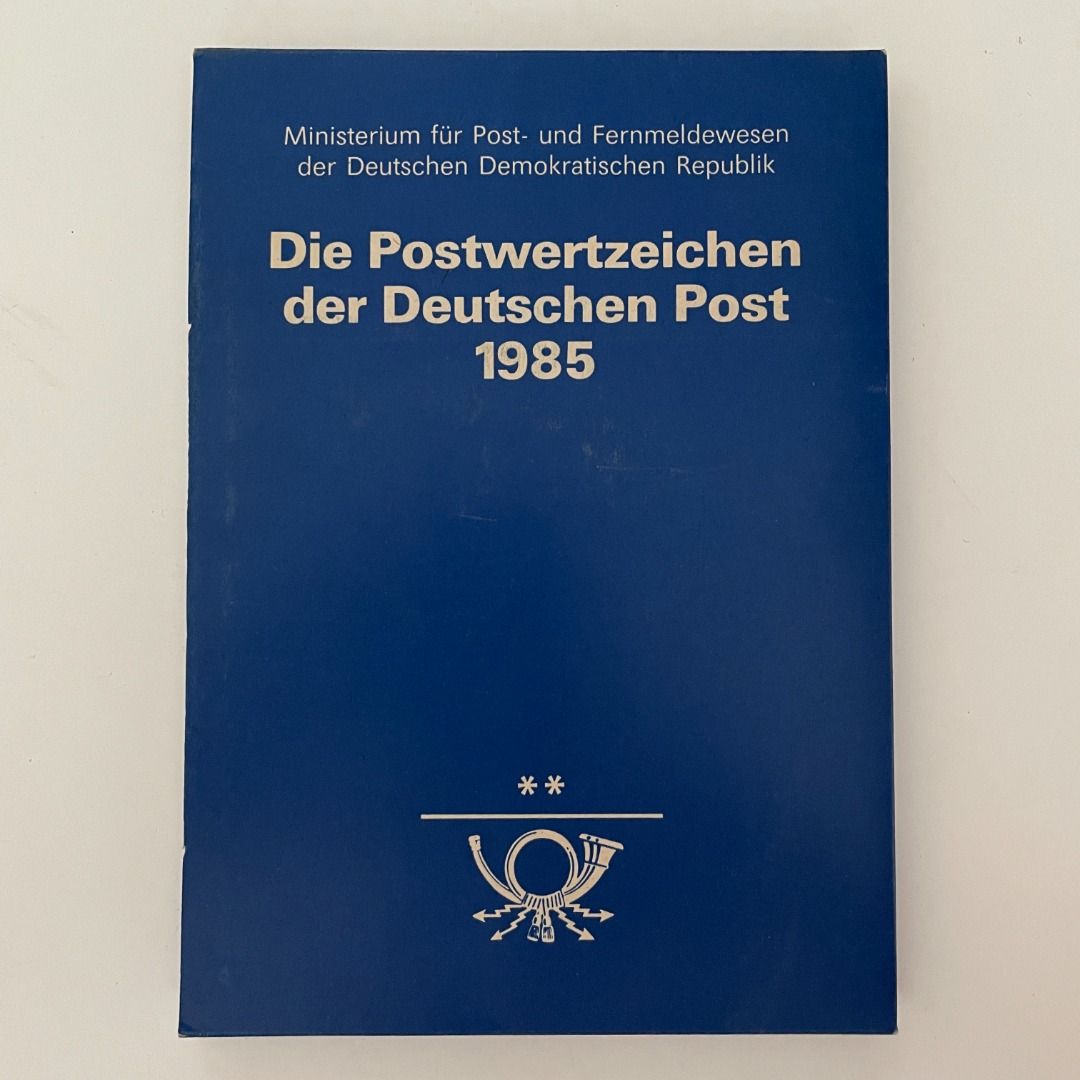 Ministerium für Post- und Fernmeldewesen
der Deutschen Demokratischen Republik
Die Postwertzeichen
der Deutschen Post
1985
**